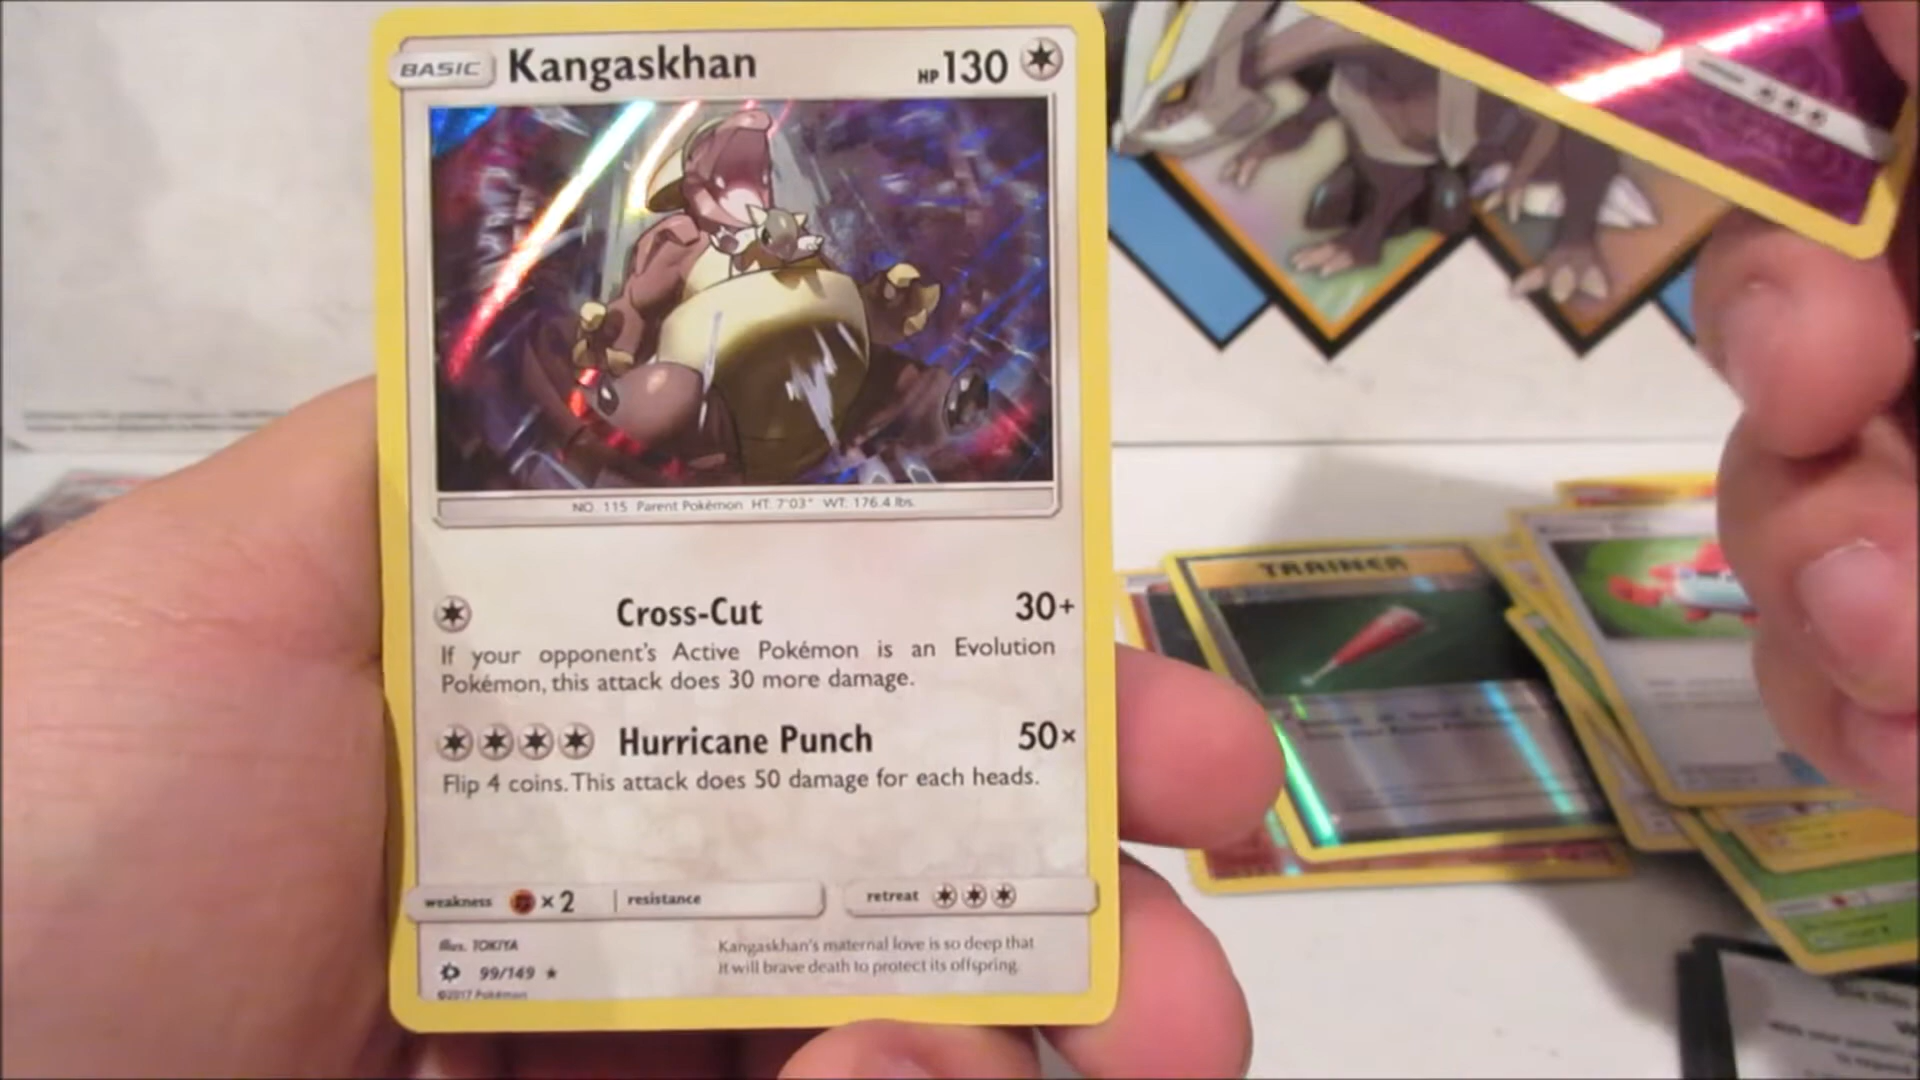 BASIC Kangaskhan HP 130
NO. 115 Parent Pokémon HT: 7'03" WT: 176.4 lbs.
Cross-Cut 30+
If your opponent's Active Pokémon is an Evolution
Pokémon, this attack does 30 more damage.
Hurricane Punch 50×
Flip 4 coins. This attack does 50 damage for each heads.
weakness ×2 resistance retreat
Illus. TOKIYA
99/149
©2017 Pokémon
Kangaskhan's maternal love is so deep that
it will brave death to protect its offspring.
TRAINER